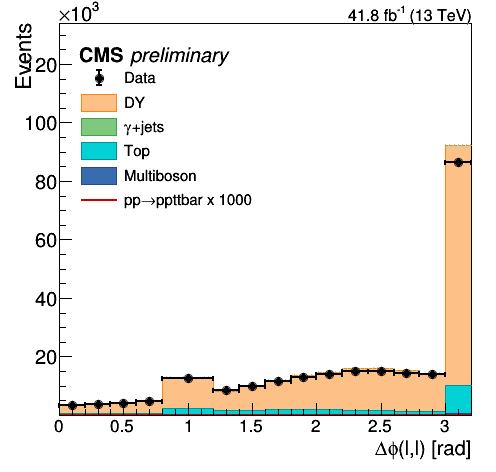 ×10³
41.8 fb⁻¹ (13 TeV)
Events
CMS preliminary
Data
DY
γ+jets
Top
Multiboson
pp→ppttbar x 1000
20
100
80
60
40
20
0
0 0.5 1 1.5 2 2.5 3
Δϕ(l,l) [rad]